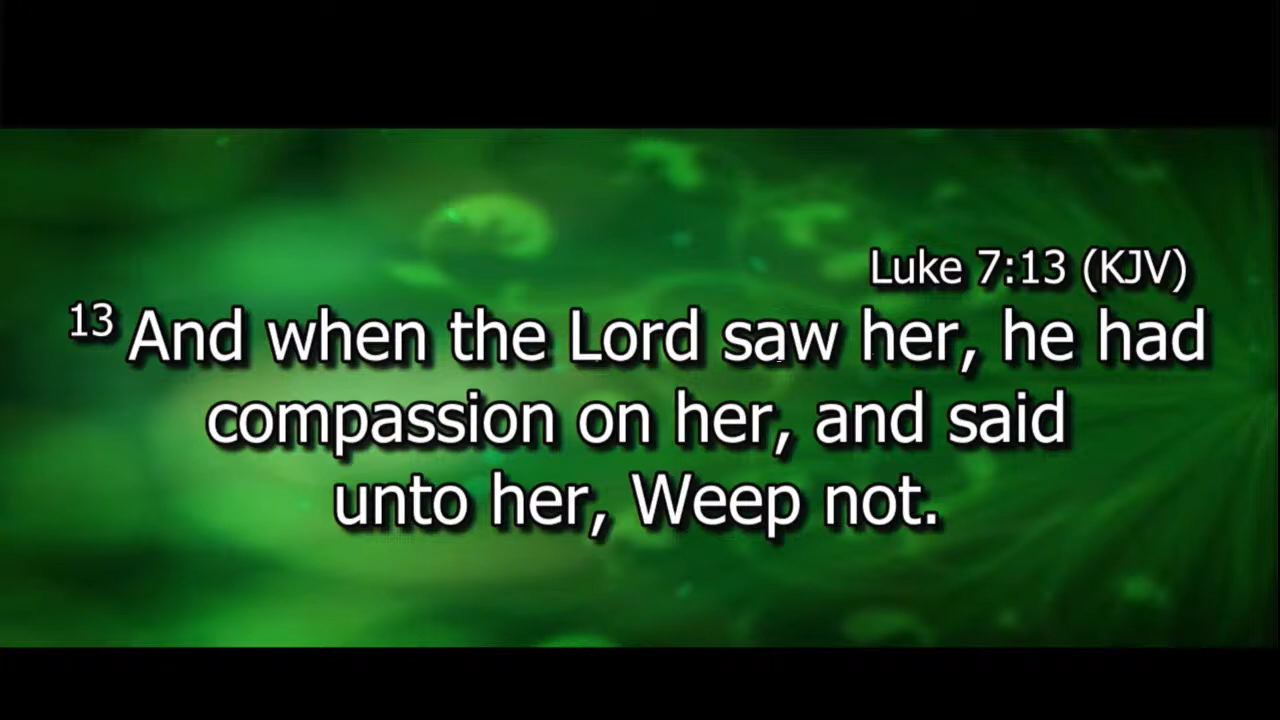 Luke 7:13 (KJV)
13 And when the Lord saw her, he had
compassion on her, and said
unto her, Weep not.